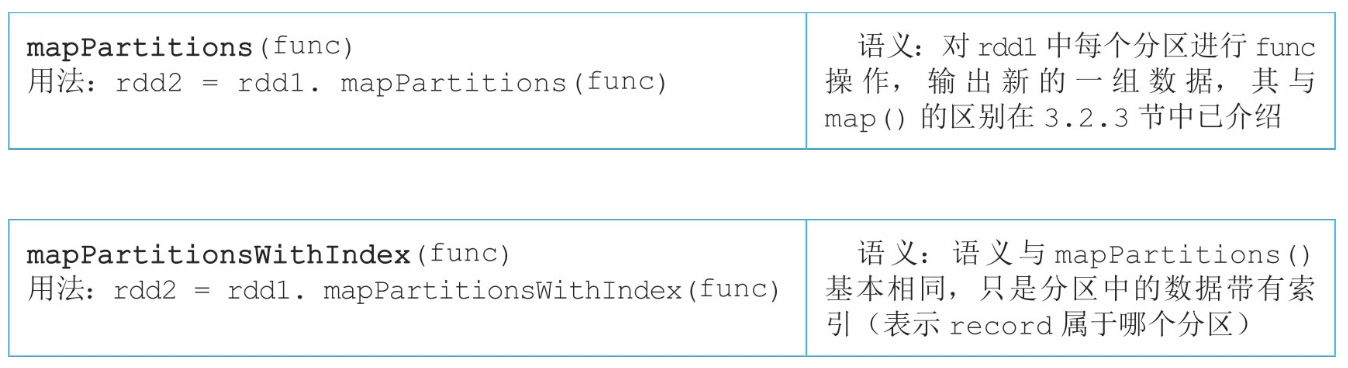 mapPartitions(func)
用法：rdd2 = rdd1. mapPartitions(func)
语义：对 rdd1 中每个分区进行 func
操作，输出新的一组数据，其与
map() 的区别在 3.2.3 节中已介绍
mapPartitionsWithIndex(func)
用法：rdd2 = rdd1. mapPartitionsWithIndex(func)
语义：语义与 mapPartitions()
基本相同，只是分区中的数据带有索
引（表示 record 属于哪个分区）